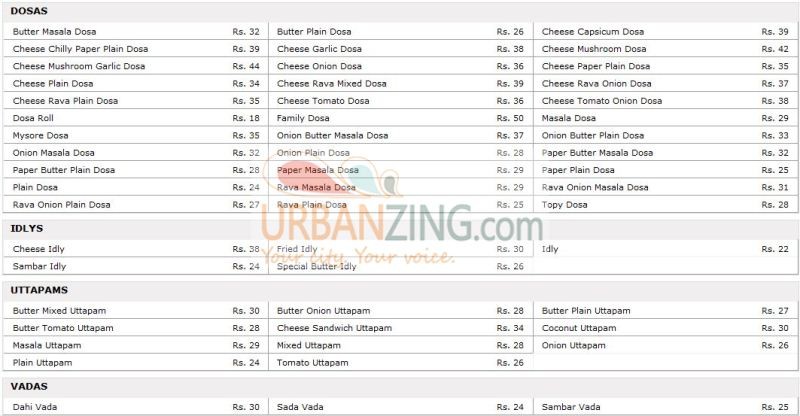 DOSAS
Butter Masala Dosa Rs. 32 Butter Plain Dosa Rs. 26 Cheese Capsicum Dosa Rs. 39
Cheese Chilly Paper Plain Dosa Rs. 39 Cheese Garlic Dosa Rs. 38 Cheese Mushroom Dosa Rs. 42
Cheese Mushroom Garlic Dosa Rs. 44 Cheese Onion Dosa Rs. 36 Cheese Paper Plain Dosa Rs. 35
Cheese Plain Dosa Rs. 34 Cheese Rava Mixed Dosa Rs. 39 Cheese Rava Onion Dosa Rs. 37
Cheese Rava Plain Dosa Rs. 35 Cheese Tomato Dosa Rs. 36 Cheese Tomato Onion Dosa Rs. 38
Dosa Roll Rs. 18 Family Dosa Rs. 50 Masala Dosa Rs. 29
Mysore Dosa Rs. 35 Onion Butter Masala Dosa Rs. 37 Onion Butter Plain Dosa Rs. 33
Onion Masala Dosa Rs. 32 Onion Plain Dosa Rs. 28 Paper Butter Masala Dosa Rs. 32
Paper Butter Plain Dosa Rs. 28 Paper Masala Dosa Rs. 29 Paper Plain Dosa Rs. 25
Plain Dosa Rs. 24 Rava Masala Dosa Rs. 29 Rava Onion Masala Dosa Rs. 31
Rava Onion Plain Dosa Rs. 27 Rava Plain Dosa Rs. 25 Topy Dosa Rs. 28
URBANZING.com
Your city. Your voice.
IDLYS
Cheese Idly Rs. 38 Fried Idly Rs. 30 Idly Rs. 22
Sambar Idly Rs. 24 Special Butter Idly Rs. 26
UTTAPAMS
Butter Mixed Uttapam Rs. 30 Butter Onion Uttapam Rs. 28 Butter Plain Uttapam Rs. 27
Butter Tomato Uttapam Rs. 28 Cheese Sandwich Uttapam Rs. 34 Coconut Uttapam Rs. 30
Masala Uttapam Rs. 29 Mixed Uttapam Rs. 28 Onion Uttapam Rs. 26
Plain Uttapam Rs. 24 Tomato Uttapam Rs. 26
VADAS
Dahi Vada Rs. 30 Sada Vada Rs. 24 Sambar Vada Rs. 25